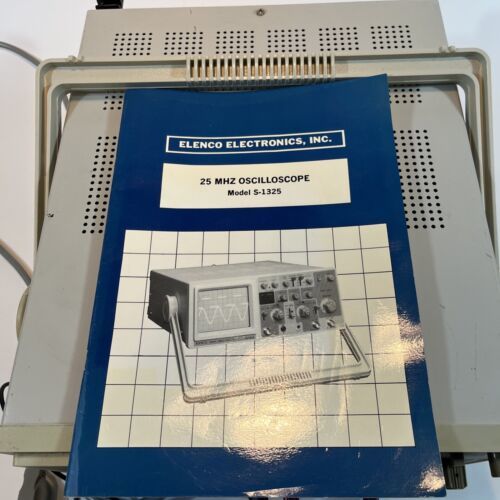 ELENCO ELECTRONICS, INC.
25 MHZ OSCILLOSCOPE
Model S-1325